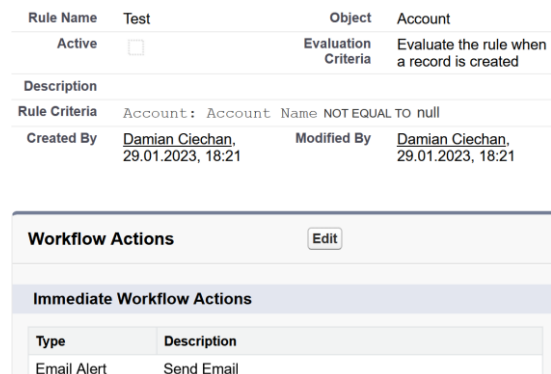 Rule Name Test Object Account
Active Evaluation Criteria Evaluate the rule when a record is created
Description
Rule Criteria Account: Account Name NOT EQUAL TO null
Created By Damian Ciechan, 29.01.2023, 18:21 Modified By Damian Ciechan, 29.01.2023, 18:21
Workflow Actions Edit
Immediate Workflow Actions
Type Description
Email Alert Send Email